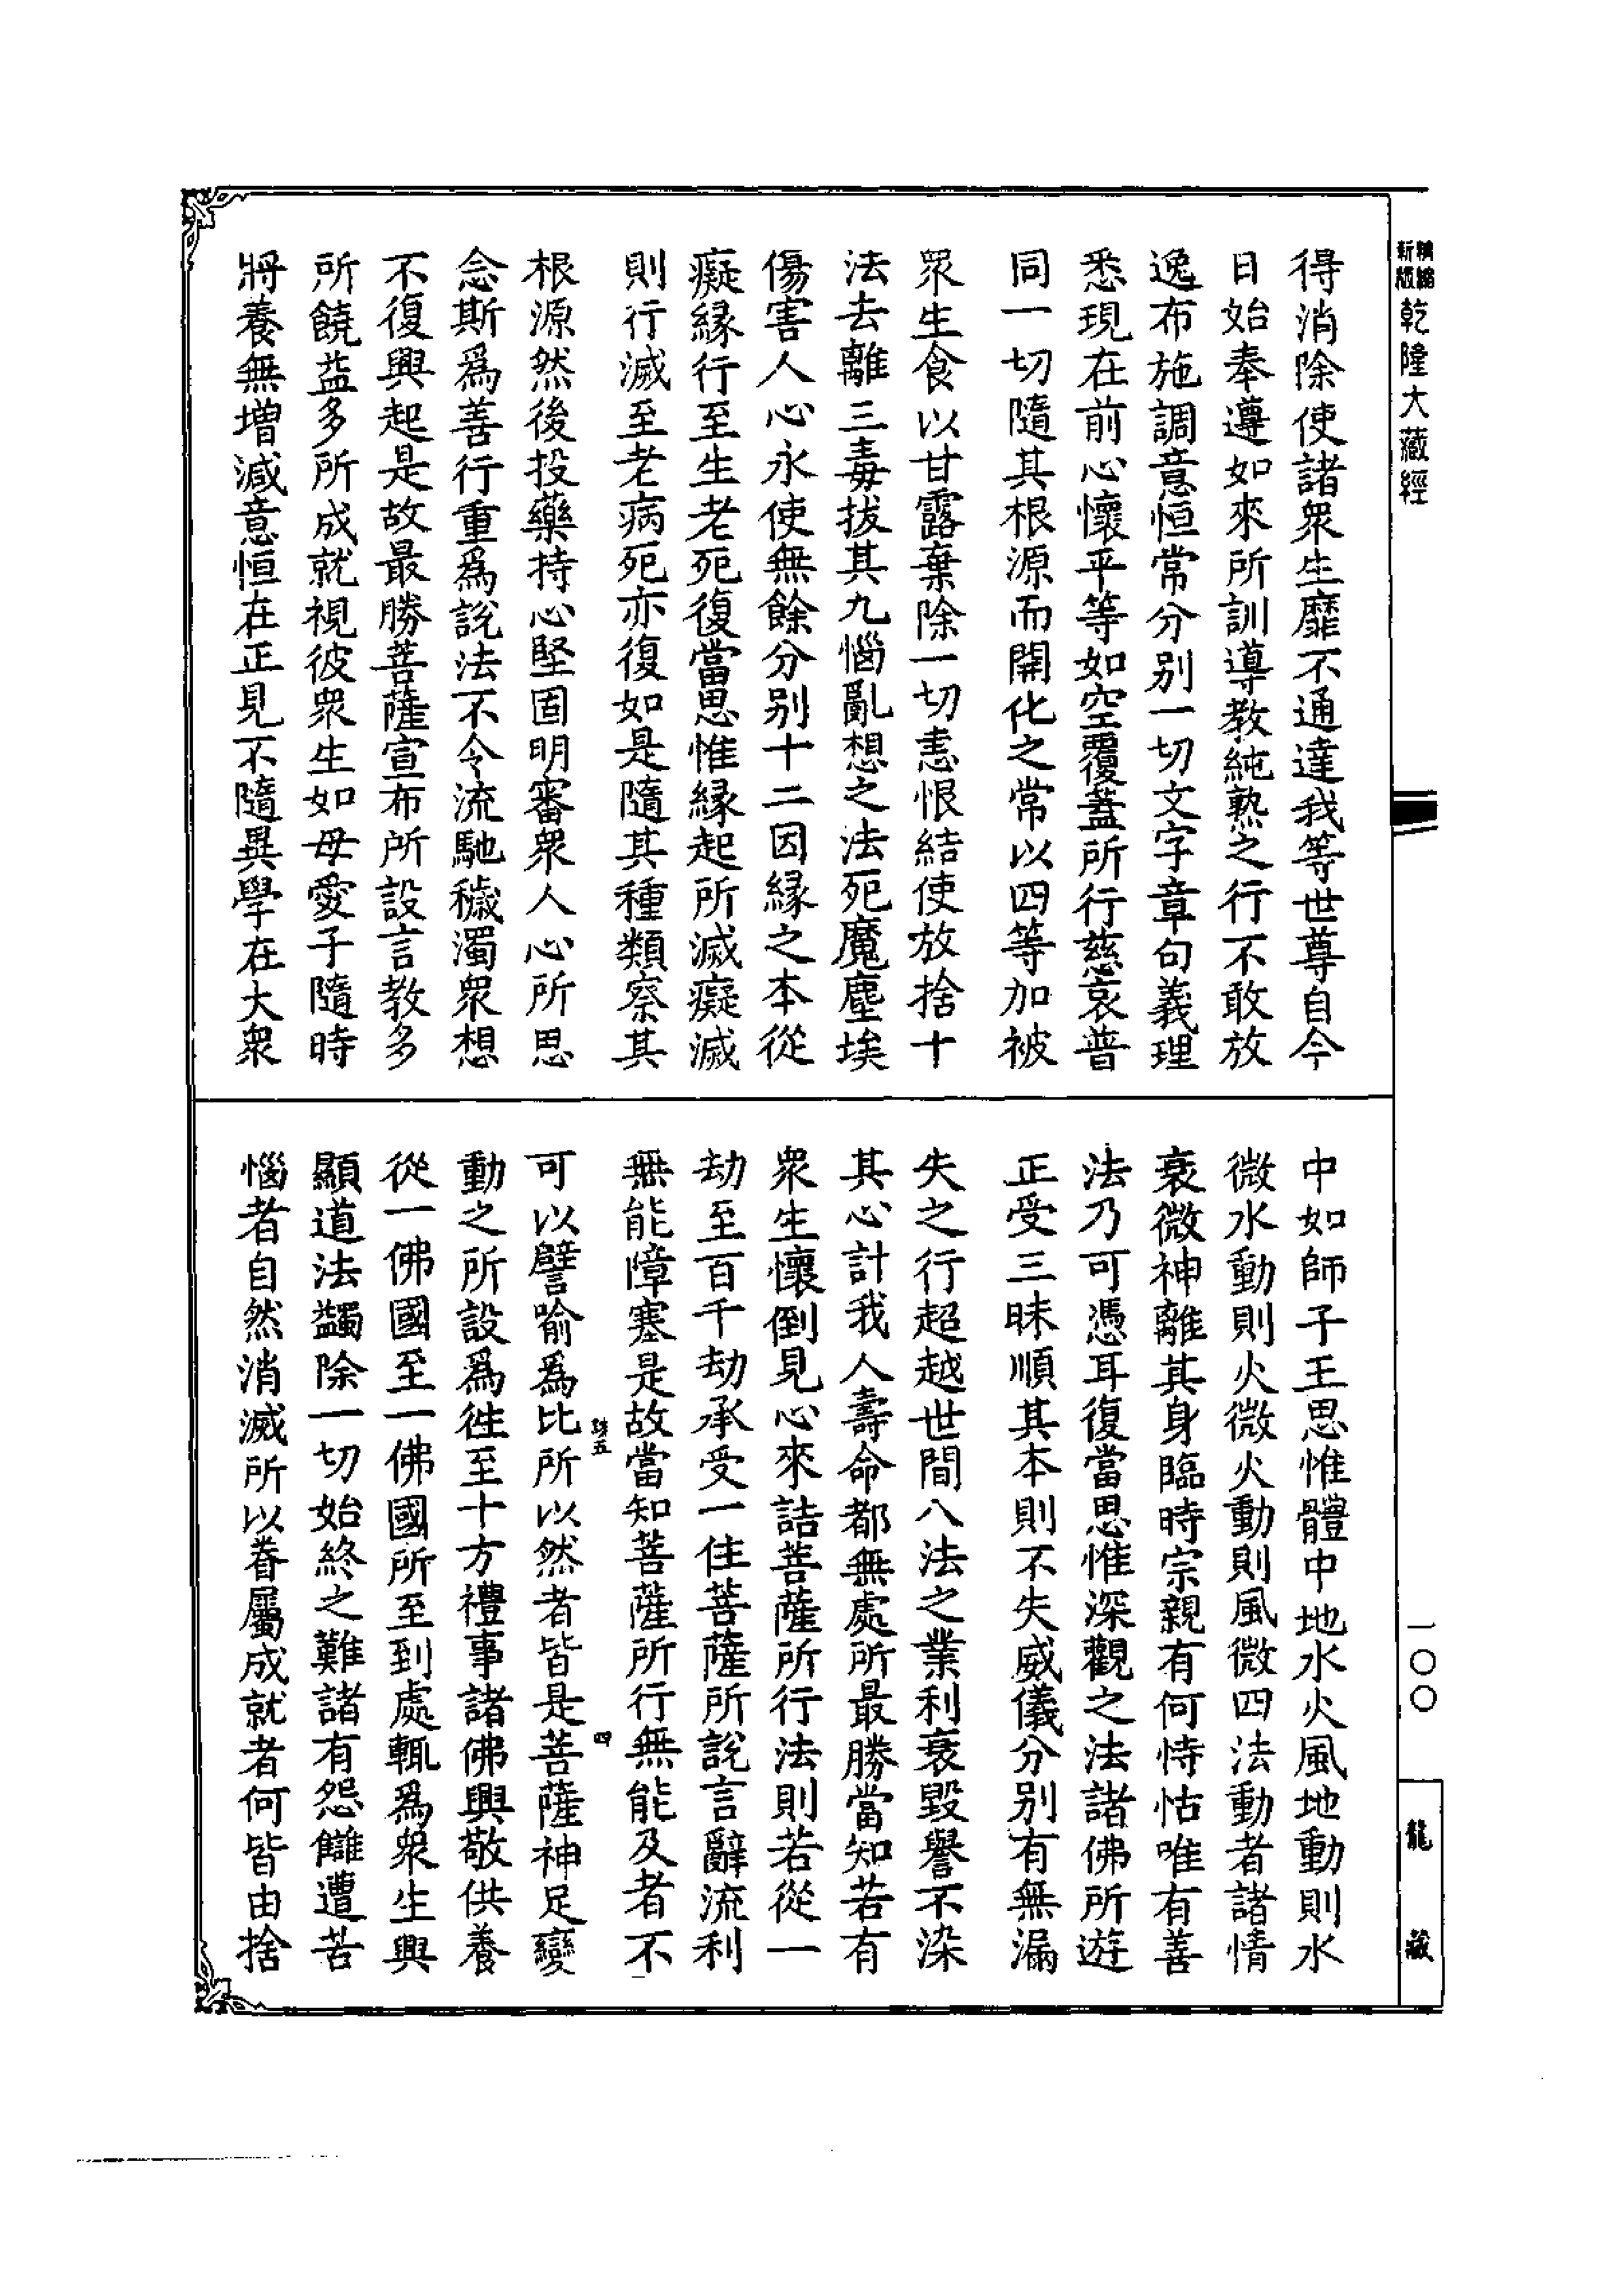 精縮新版乾隆大藏經
得消除使諸衆生靡不通達我等世尊自今
日始奉遵如來所訓導教純熟之行不敢放
逸布施調意恒常分别一切文字章句義理
悉現在前心懷平等如空覆蓋所行慈哀普
同一切隨其根源而開化之常以四等加被
眾生食以甘露棄除一切恚恨結使放捨十
法去離三毒拔其九惱亂想之法死魔塵埃
傷害人心永使無餘分别十二因緣之本從
癡緣行至生老死復當思惟緣起所滅癡滅
則行滅至老病死亦復如是隨其種類察其
根源然後投藥持心堅固明審眾人心所思
念斯爲善行重爲說法不令流馳穢濁眾想
不復興起是故最勝菩薩宣布所設言教多
所饒益多所成就視彼眾生如母愛子隨時
將養無增減意恒在正見不隨異學在大眾
中如師子王思惟體中地水火風地動則水
微水動則火微火動則風微四法動者諸情
衰微神離其身臨時宗親有何恃怙唯有善
法乃可憑耳復當思惟深觀之法諸佛所遊
正受三昧順其本則不失威儀分别有無漏
失之行超越世間八法之業利衰毀譽不染
其心計我人壽命都無處所最勝當知若有
眾生懷倒見心來詰菩薩所行法則若從一
劫至百千劫承受一住菩薩所說言辭流利
無能障塞是故當知菩薩所行無能及者不
可以譬喻爲比所以然者皆是菩薩神足變
動之所設爲徃至十方禮事諸佛興敬供養
從一佛國至一佛國所至到處輒爲眾生興
顯道法蠲除一切始終之難諸有怨讎遭苦
惱者自然消滅所以眷屬成就者何皆由捨
四
一〇〇
龍藏